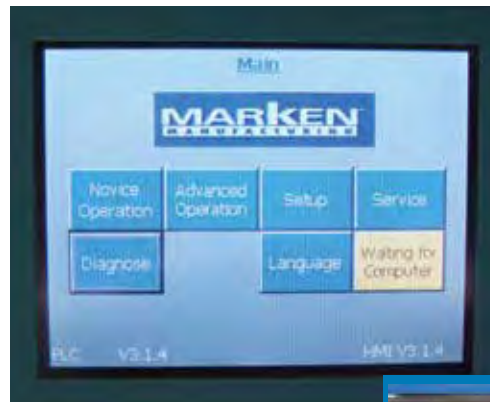 Main
MARKEN
MANUFACTURING
Novice
Operation
Advanced
Operation
Setup
Service
Diagnose
Language
Waiting for
Computer
PLC V3.1.4
HMI V3.1.4